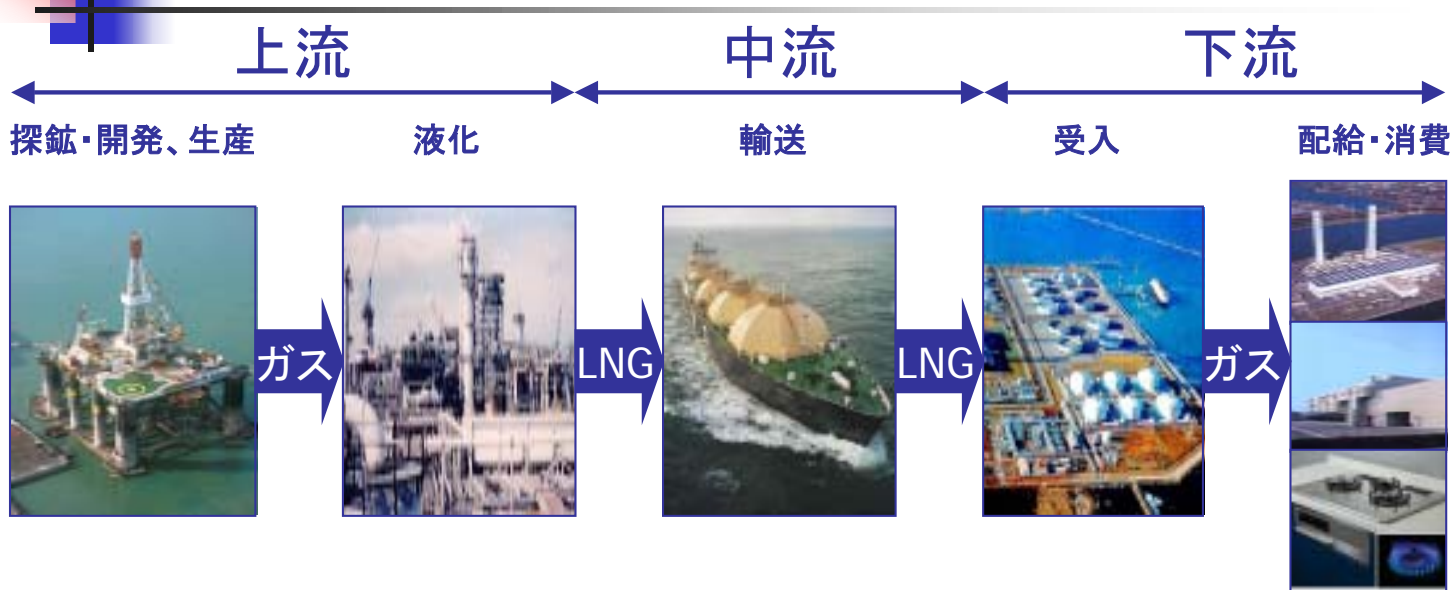 上流 中流 下流
探鉱・開発、生産 液化 輸送 受入 配給・消費
ガス LNG LNG ガス